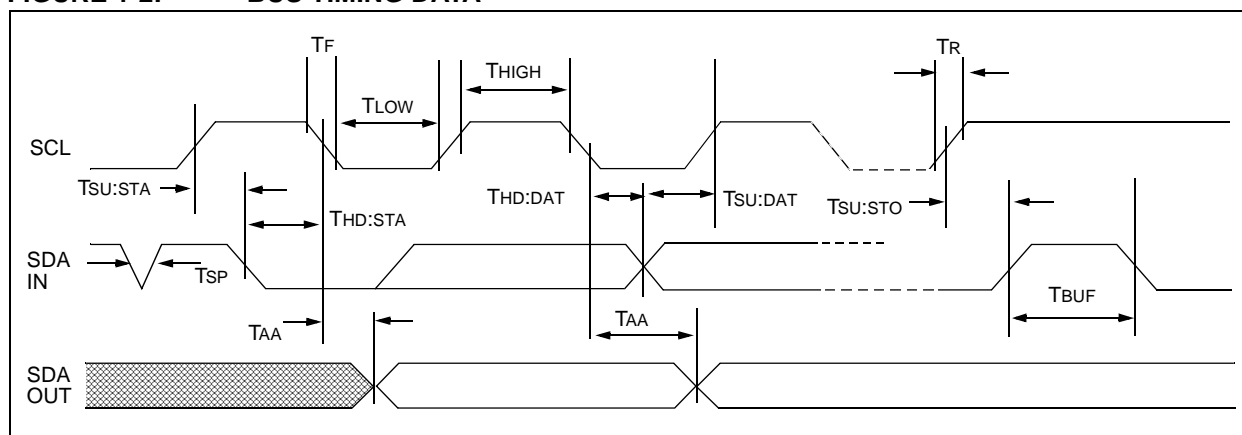 FIGURE 4-2: BUS TIMING DATA
TF
TR
THIGH
TLOW
SCL
TSU:STA
THD:STA
THD:DAT
TSU:DAT
TSU:STO
SDA
IN
TSP
TBUF
TAA
TAA
SDA
OUT